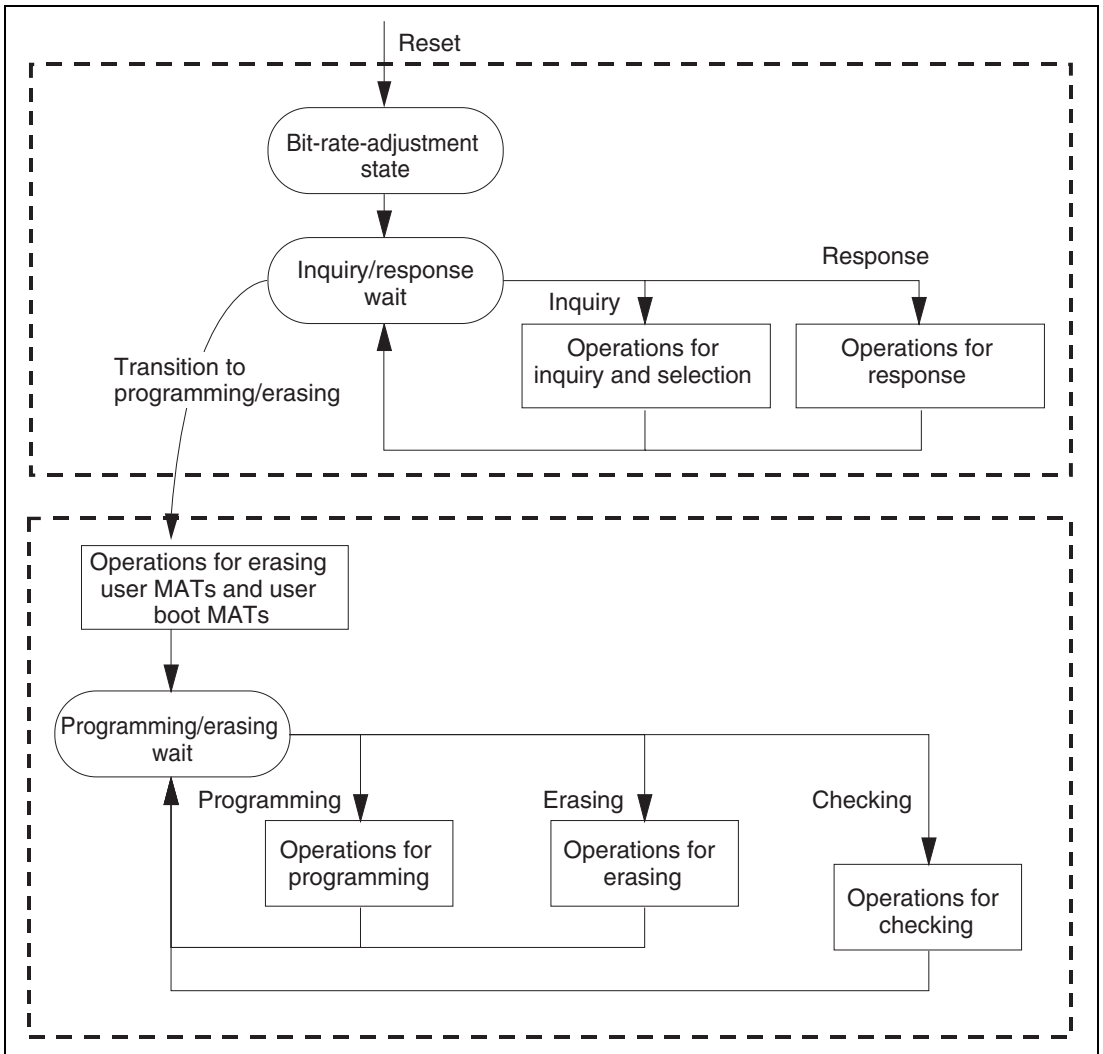 Reset
Bit-rate-adjustment
state
Inquiry/response
wait
Response
Inquiry
Operations for
inquiry and selection
Operations for
response
Transition to
programming/erasing
Operations for erasing
user MATs and user
boot MATs
Programming/erasing
wait
Programming
Erasing
Checking
Operations for
programming
Operations for
erasing
Operations for
checking